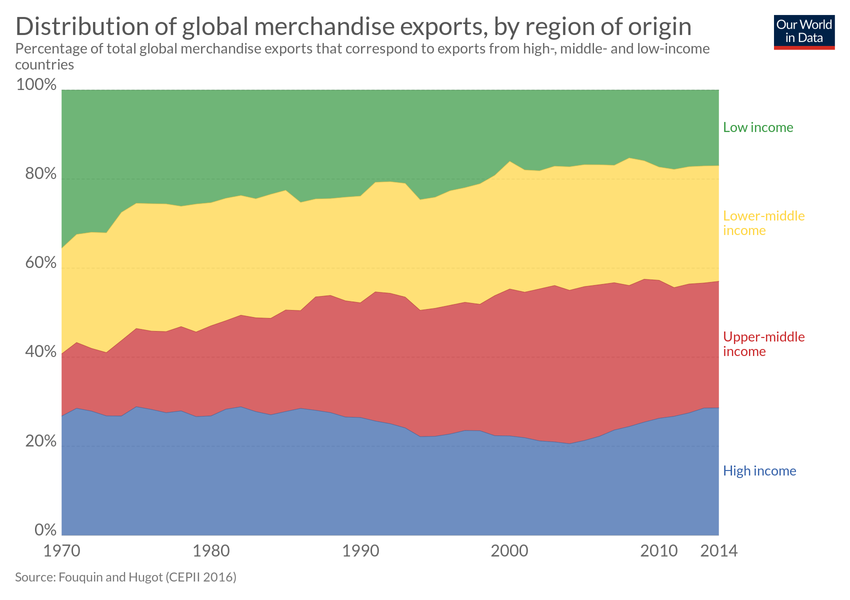 Distribution of global merchandise exports, by region of origin
Our World
in Data
Percentage of total global merchandise exports that correspond to exports from high-, middle- and low-income
countries
100%
80%
60%
40%
20%
0%
Low income
Lower-middle
income
Upper-middle
income
High income
1970
1980
1990
2000
2010
2014
Source: Fouquin and Hugot (CEPII 2016)